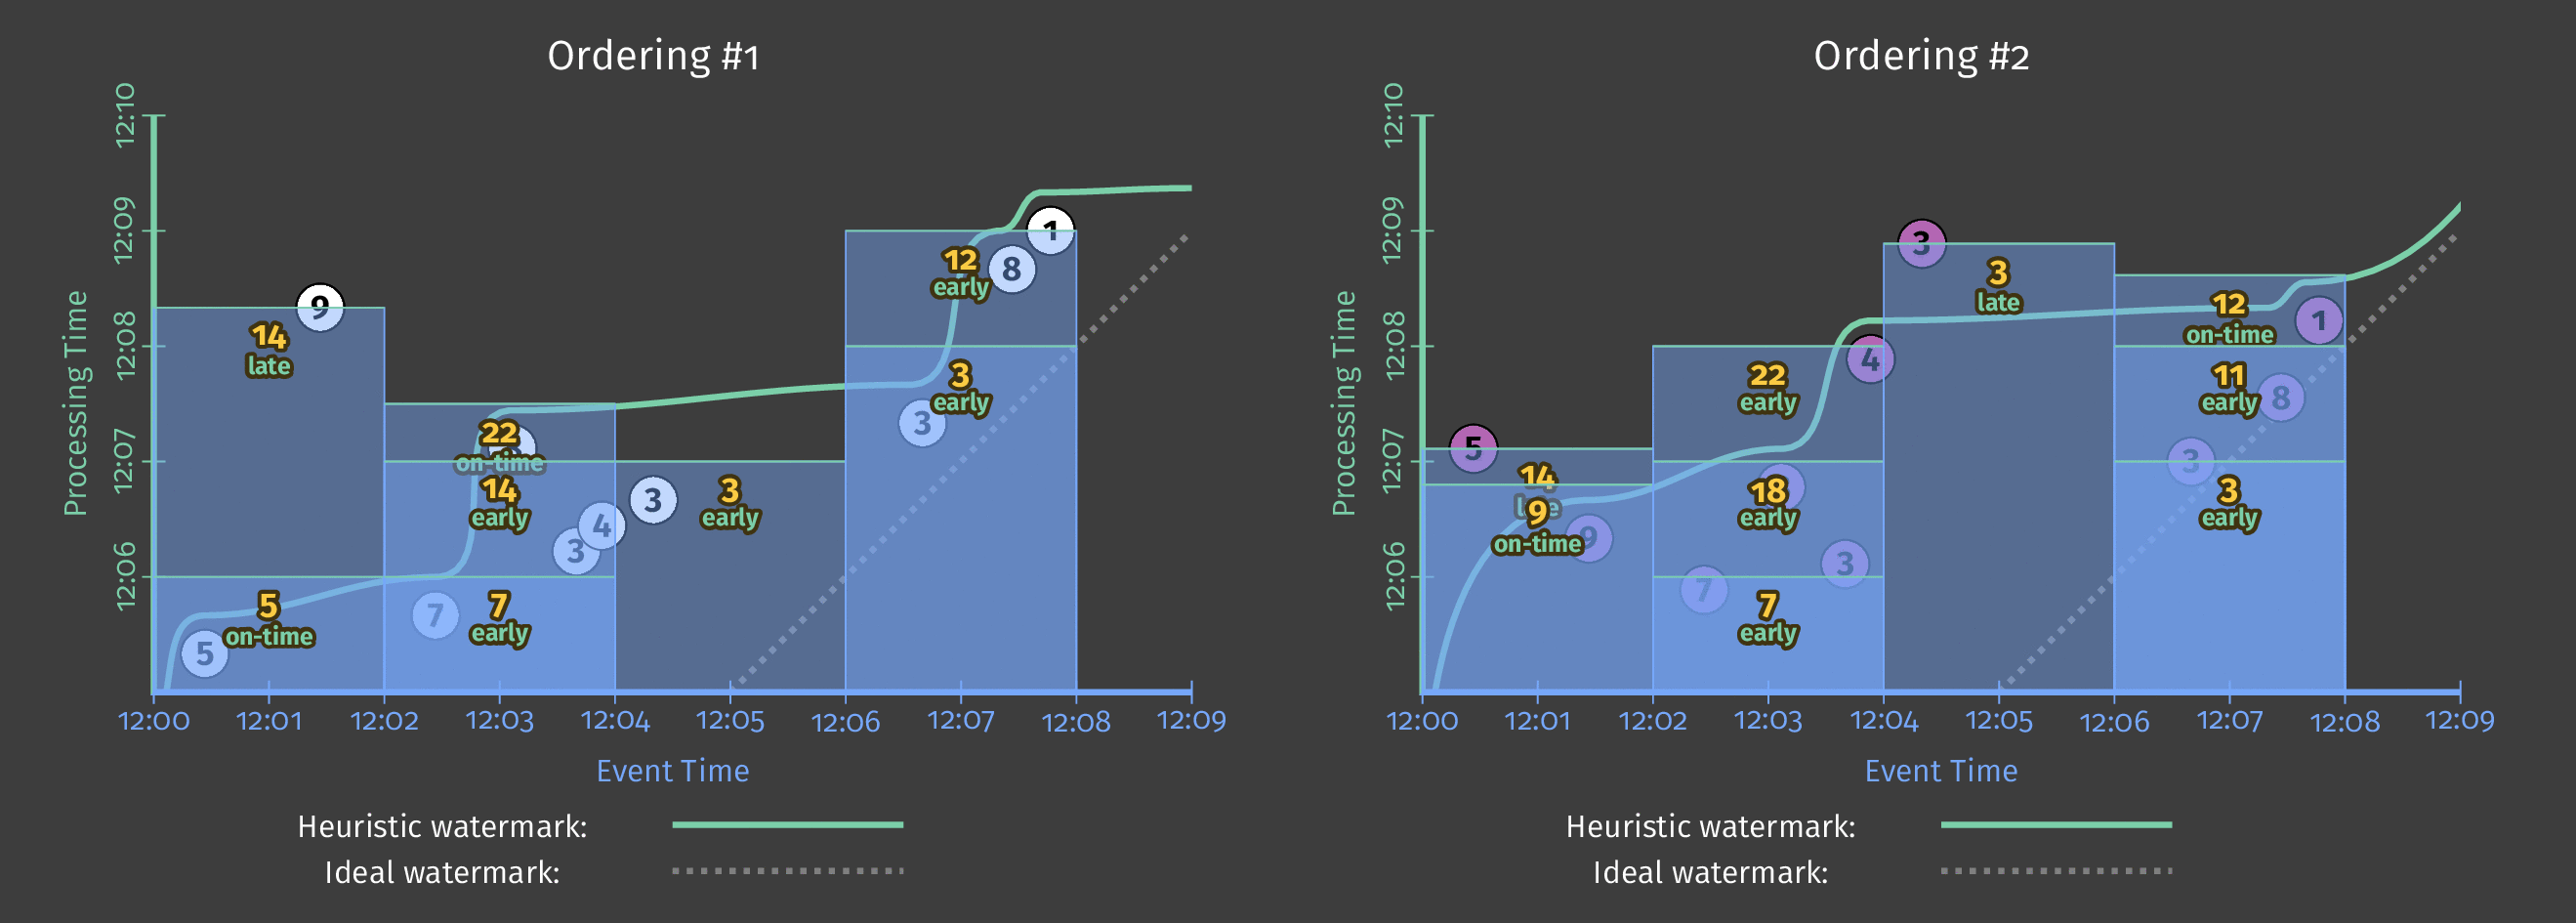 Ordering #1
Processing Time
12:10
12:09
12:08
12:07
12:06
9
14
late
5
5
on-time
22
on-time
14
early
7
7
early
3
4
3
3
early
12
early
8
1
3
3
early
12:00 12:01 12:02 12:03 12:04 12:05 12:06 12:07 12:08 12:09
Event Time
Heuristic watermark:
Ideal watermark:
Ordering #2
Processing Time
12:10
12:09
12:08
12:07
12:06
5
14
late
9
on-time
9
22
early
4
18
early
3
7
7
early
3
3
late
12
on-time
1
11
early
8
3
3
early
12:00 12:01 12:02 12:03 12:04 12:05 12:06 12:07 12:08 12:09
Event Time
Heuristic watermark:
Ideal watermark: